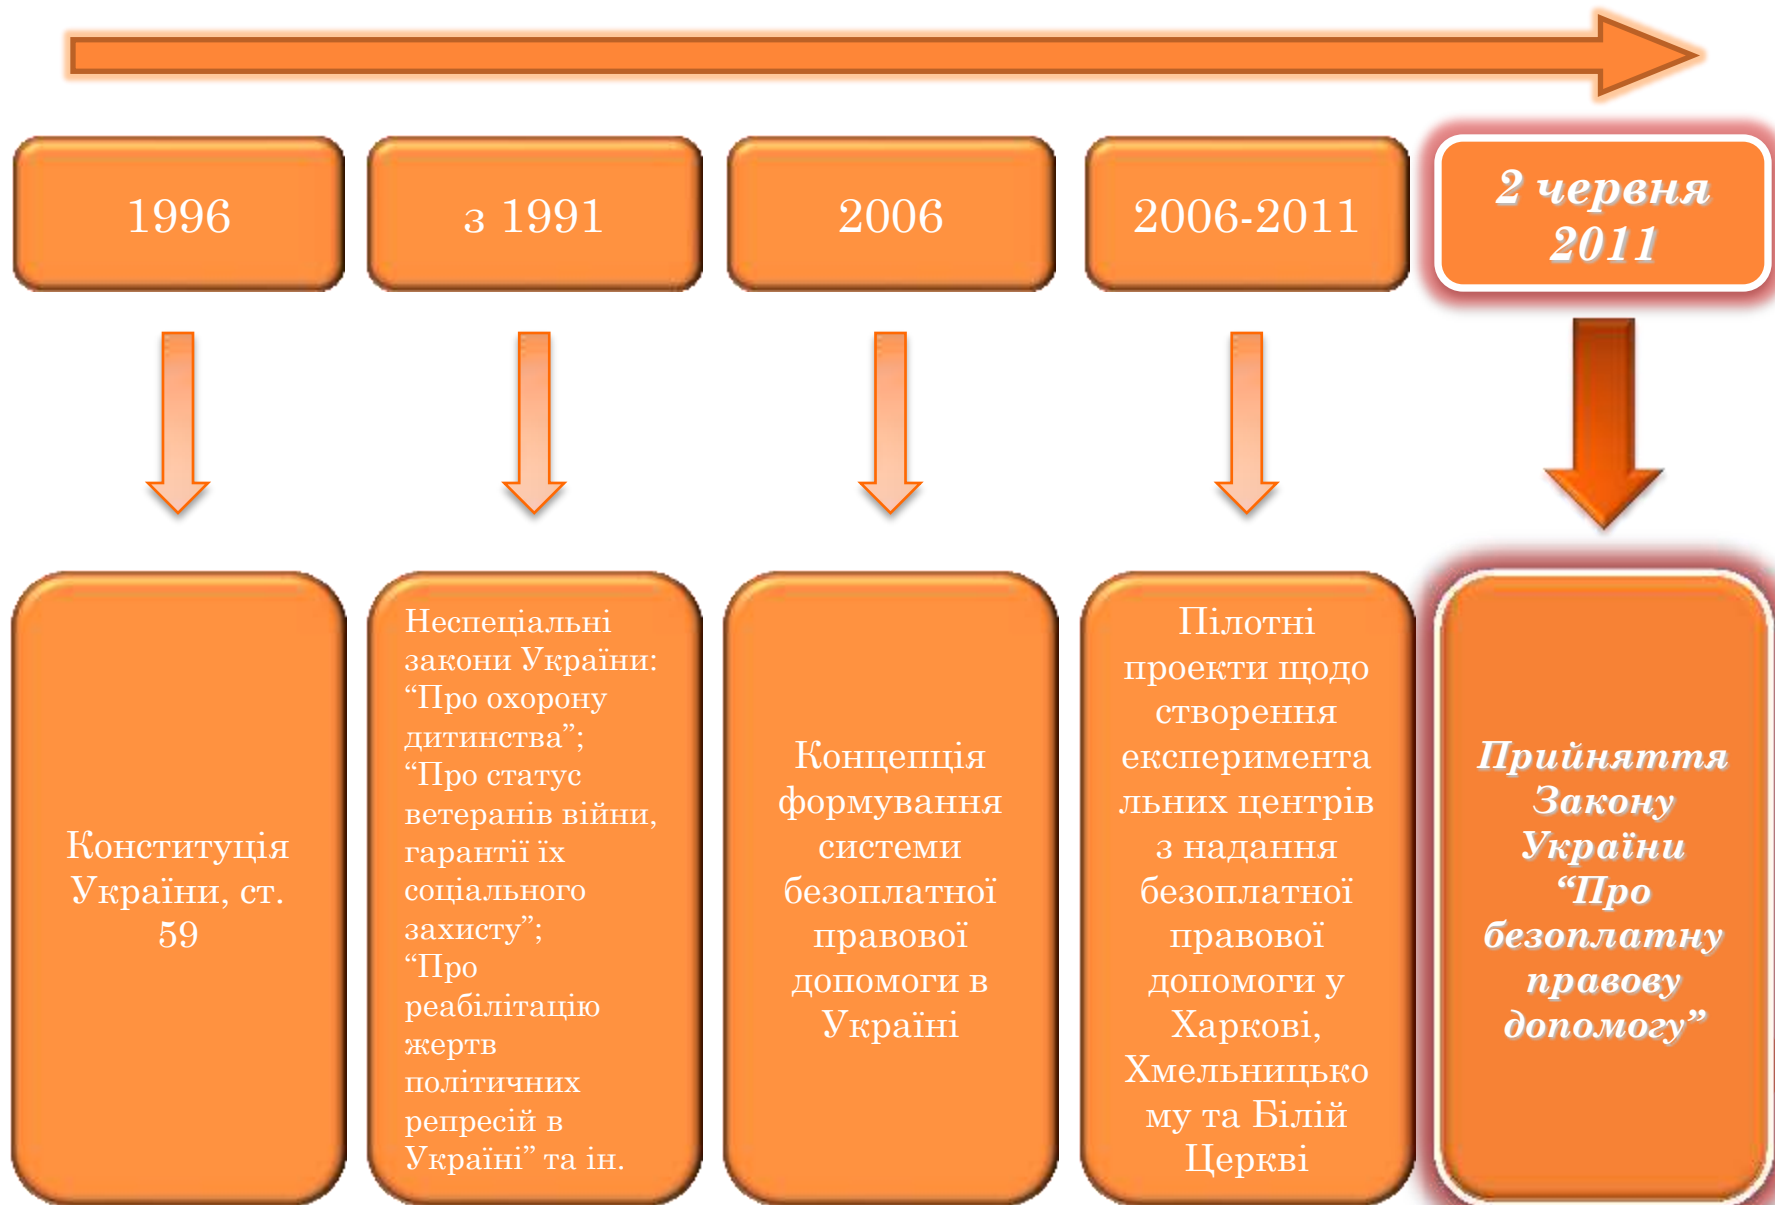 1996
з 1991
2006
2006-2011
2 червня
2011
Конституція
України, ст.
59
Неспеціальні
закони України:
“Про охорону
дитинства”;
“Про статус
ветеранів війни,
гарантії їх
соціального
захисту”;
“Про
реабілітацію
жертв
політичних
репресій в
Україні” та ін.
Концепція
формування
системи
безоплатної
правової
допомоги в
Україні
Пілотні
проекти щодо
створення
експеримента
льних центрів
з надання
безоплатної
правової
допомоги у
Харкові,
Хмельницько
му та Білій
Церкві
Прийняття
Закону
України
“Про
безоплатну
правову
допомогу”